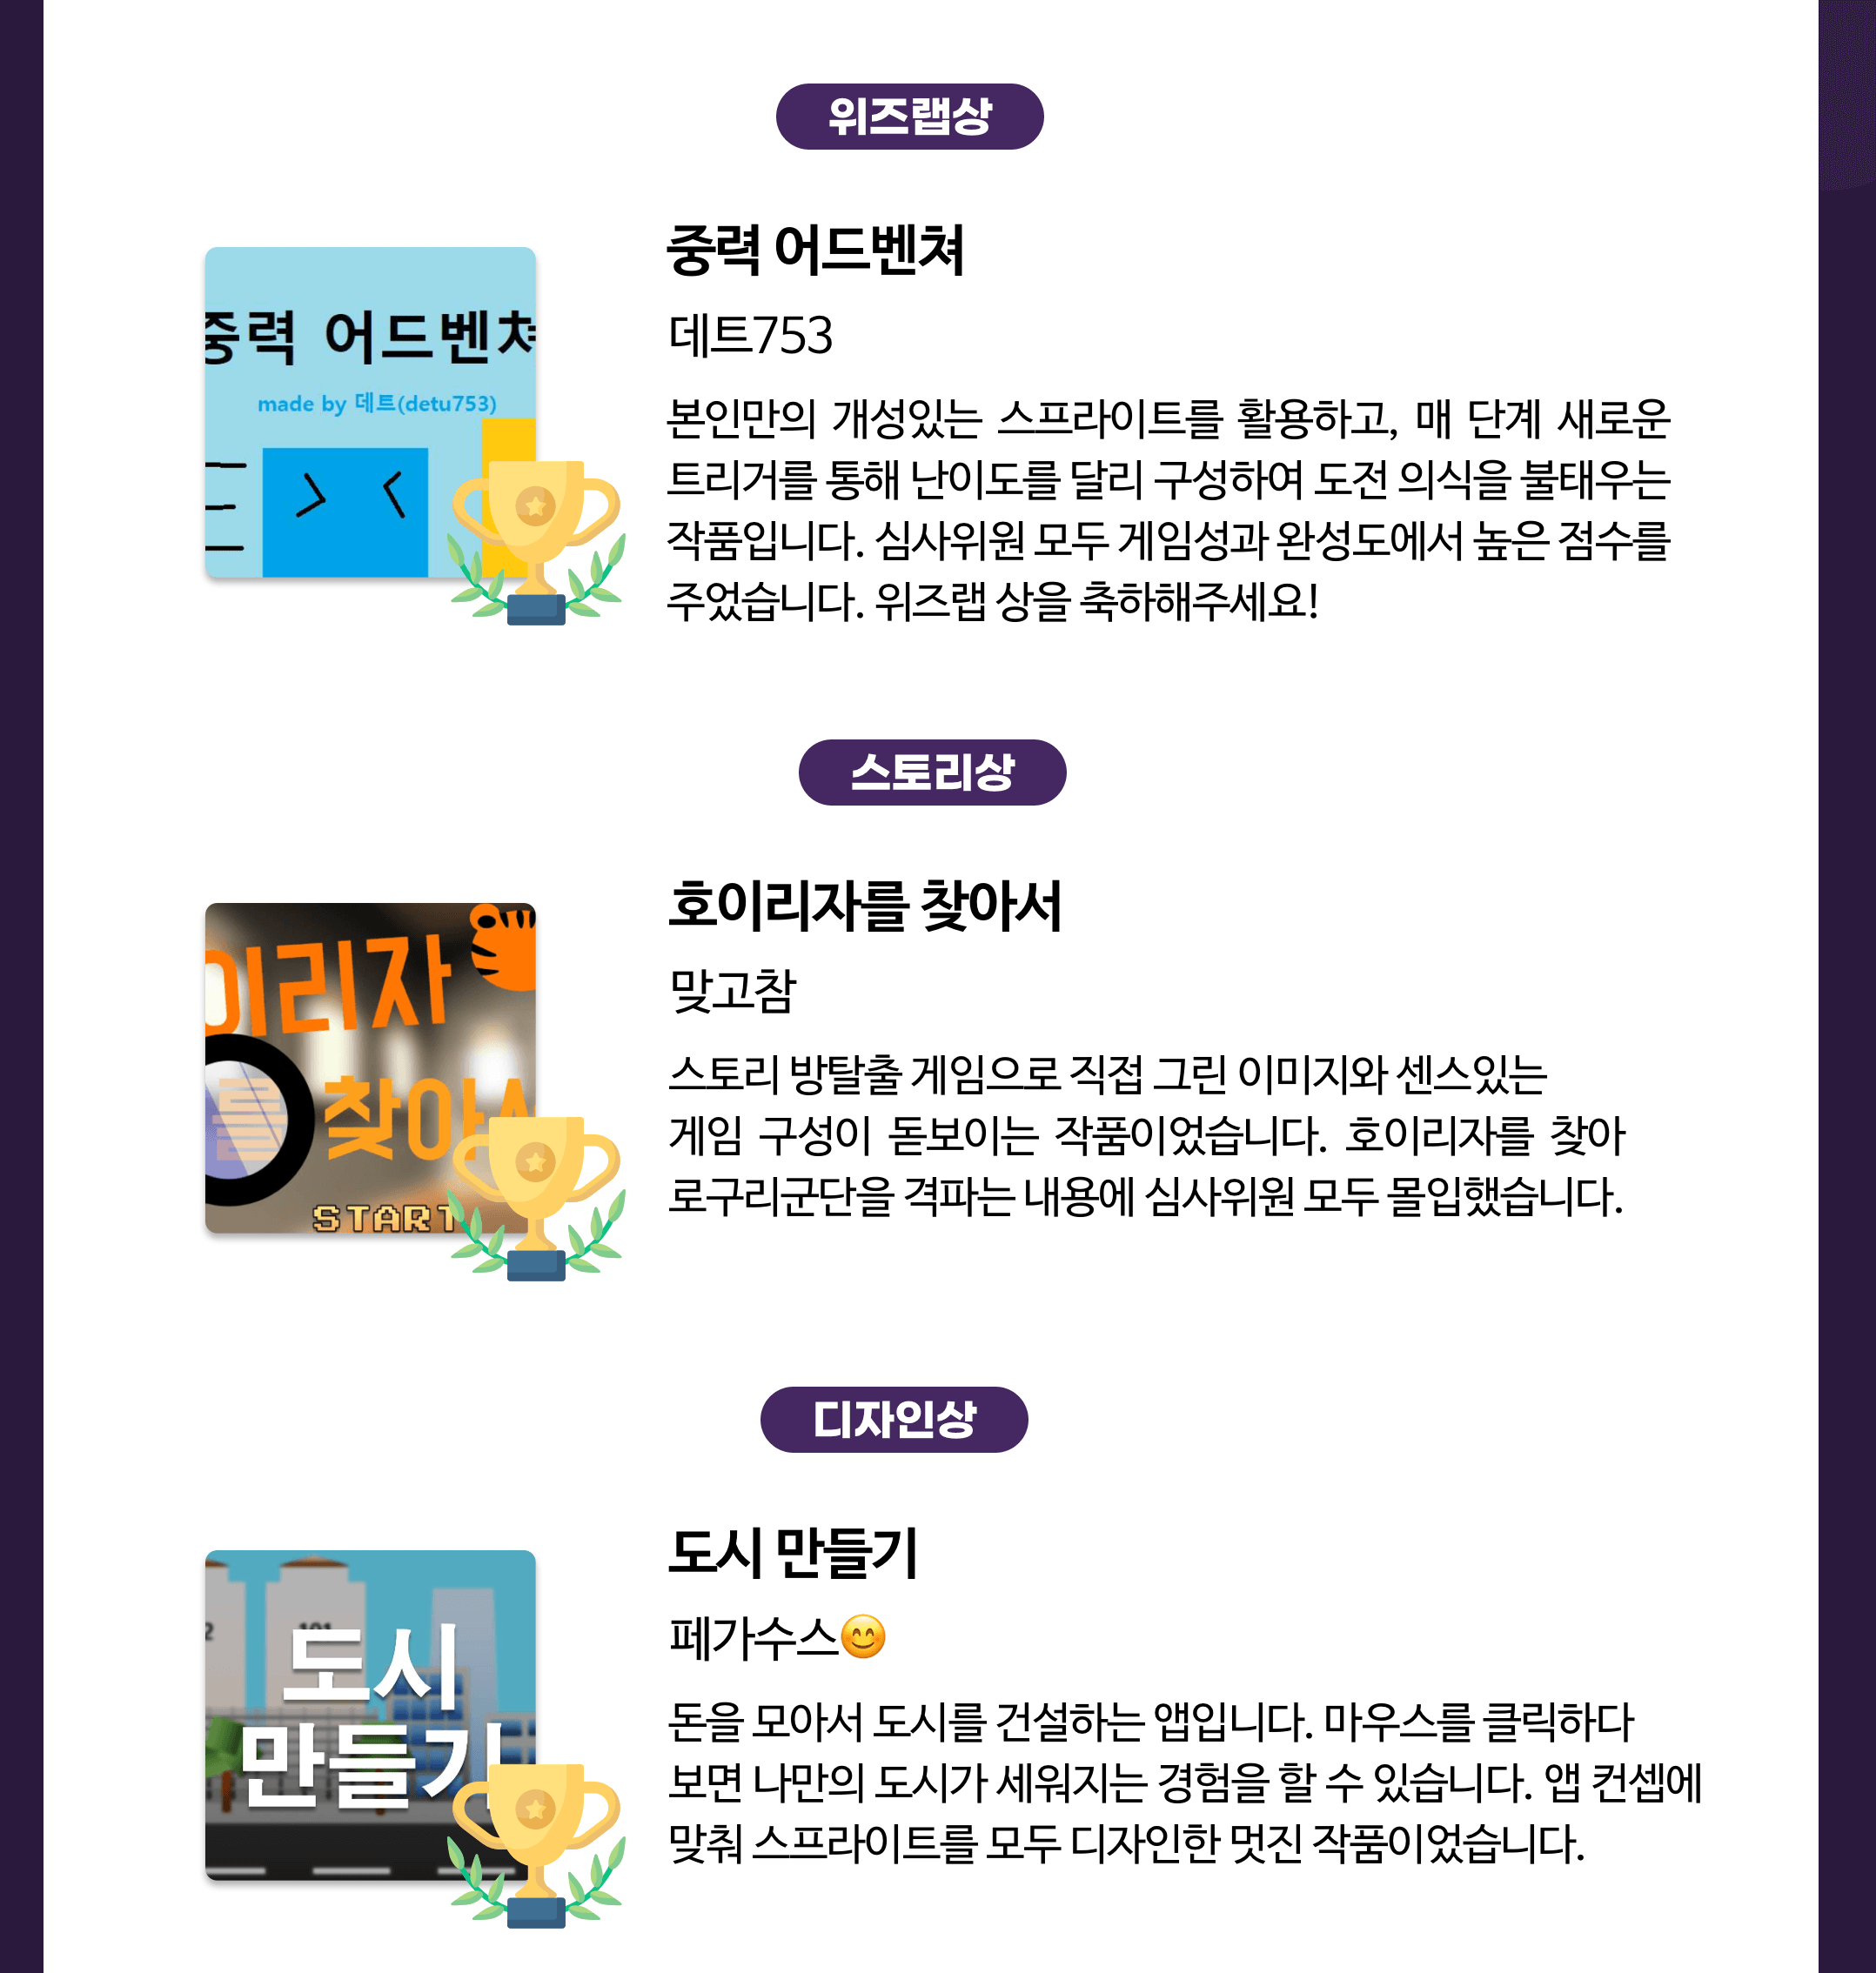 위즈랩상
중력 어드벤쳐
made by 데트(detu753)
중력 어드벤쳐
데트753
본인만의 개성있는 스프라이트를 활용하고, 매 단계 새로운
트리거를 통해 난이도를 달리 구성하여 도전 의식을 불태우는
작품입니다. 심사위원 모두 게임성과 완성도에서 높은 점수를
주었습니다. 위즈랩 상을 축하해주세요!
스토리상
이리자
를 찾아서
START
호이리자를 찾아서
맞고참
스토리 방탈출 게임으로 직접 그린 이미지와 센스있는
게임 구성이 돋보이는 작품이었습니다. 호이리자를 찾아
로구리군단을 격파는 내용에 심사위원 모두 몰입했습니다.
디자인상
101
도시
만들기
도시 만들기
페가수스😊
돈을 모아서 도시를 건설하는 앱입니다. 마우스를 클릭하다
보면 나만의 도시가 세워지는 경험을 할 수 있습니다. 앱 컨셉에
맞춰 스프라이트를 모두 디자인한 멋진 작품이었습니다.